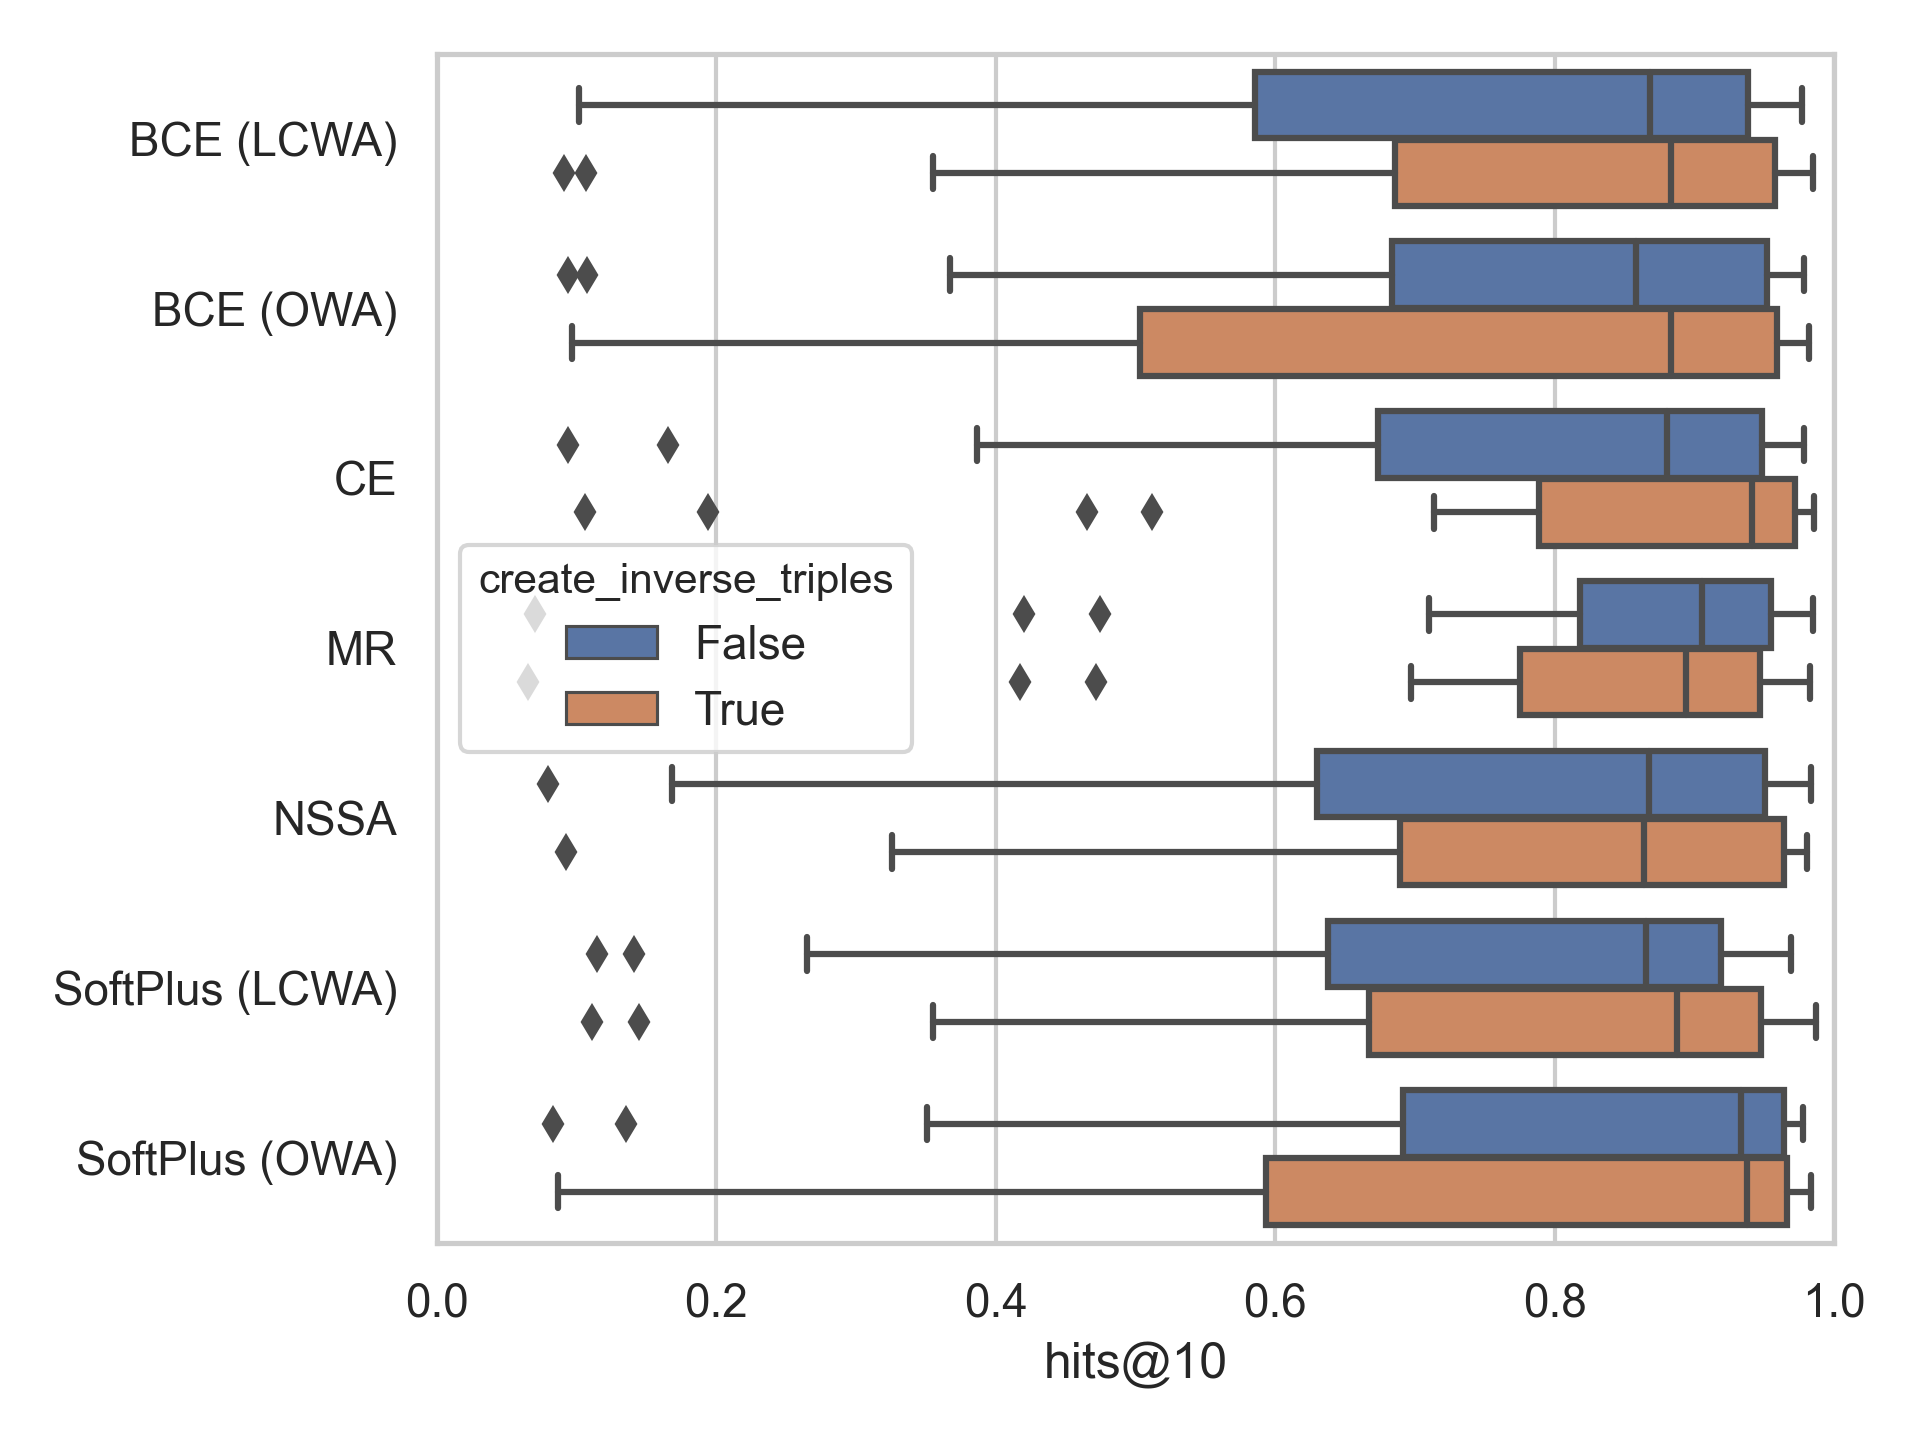 BCE (LCWA)
BCE (OWA)
CE
create_inverse_triples
False
True
MR
NSSA
SoftPlus (LCWA)
SoftPlus (OWA)
0.0 0.2 0.4 0.6 0.8 1.0
hits@10